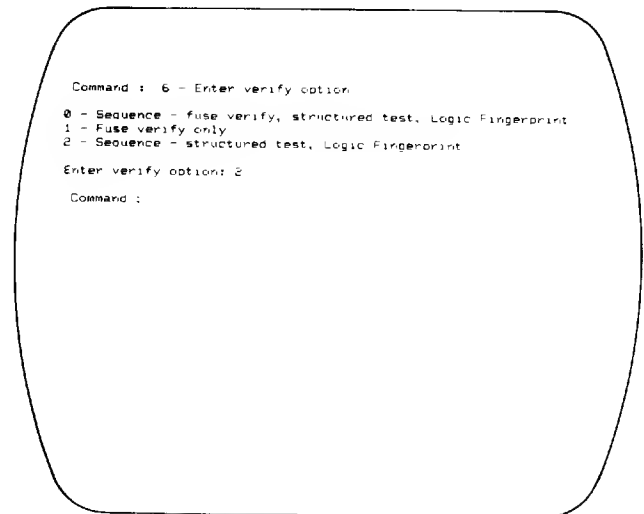 Command : 6 - Enter verify option
0 - Sequence - fuse verify, structured test, Logic Fingerprint
1 - Fuse verify only
2 - Sequence - structured test, Logic Fingerprint
Enter verify option: 2
Command :